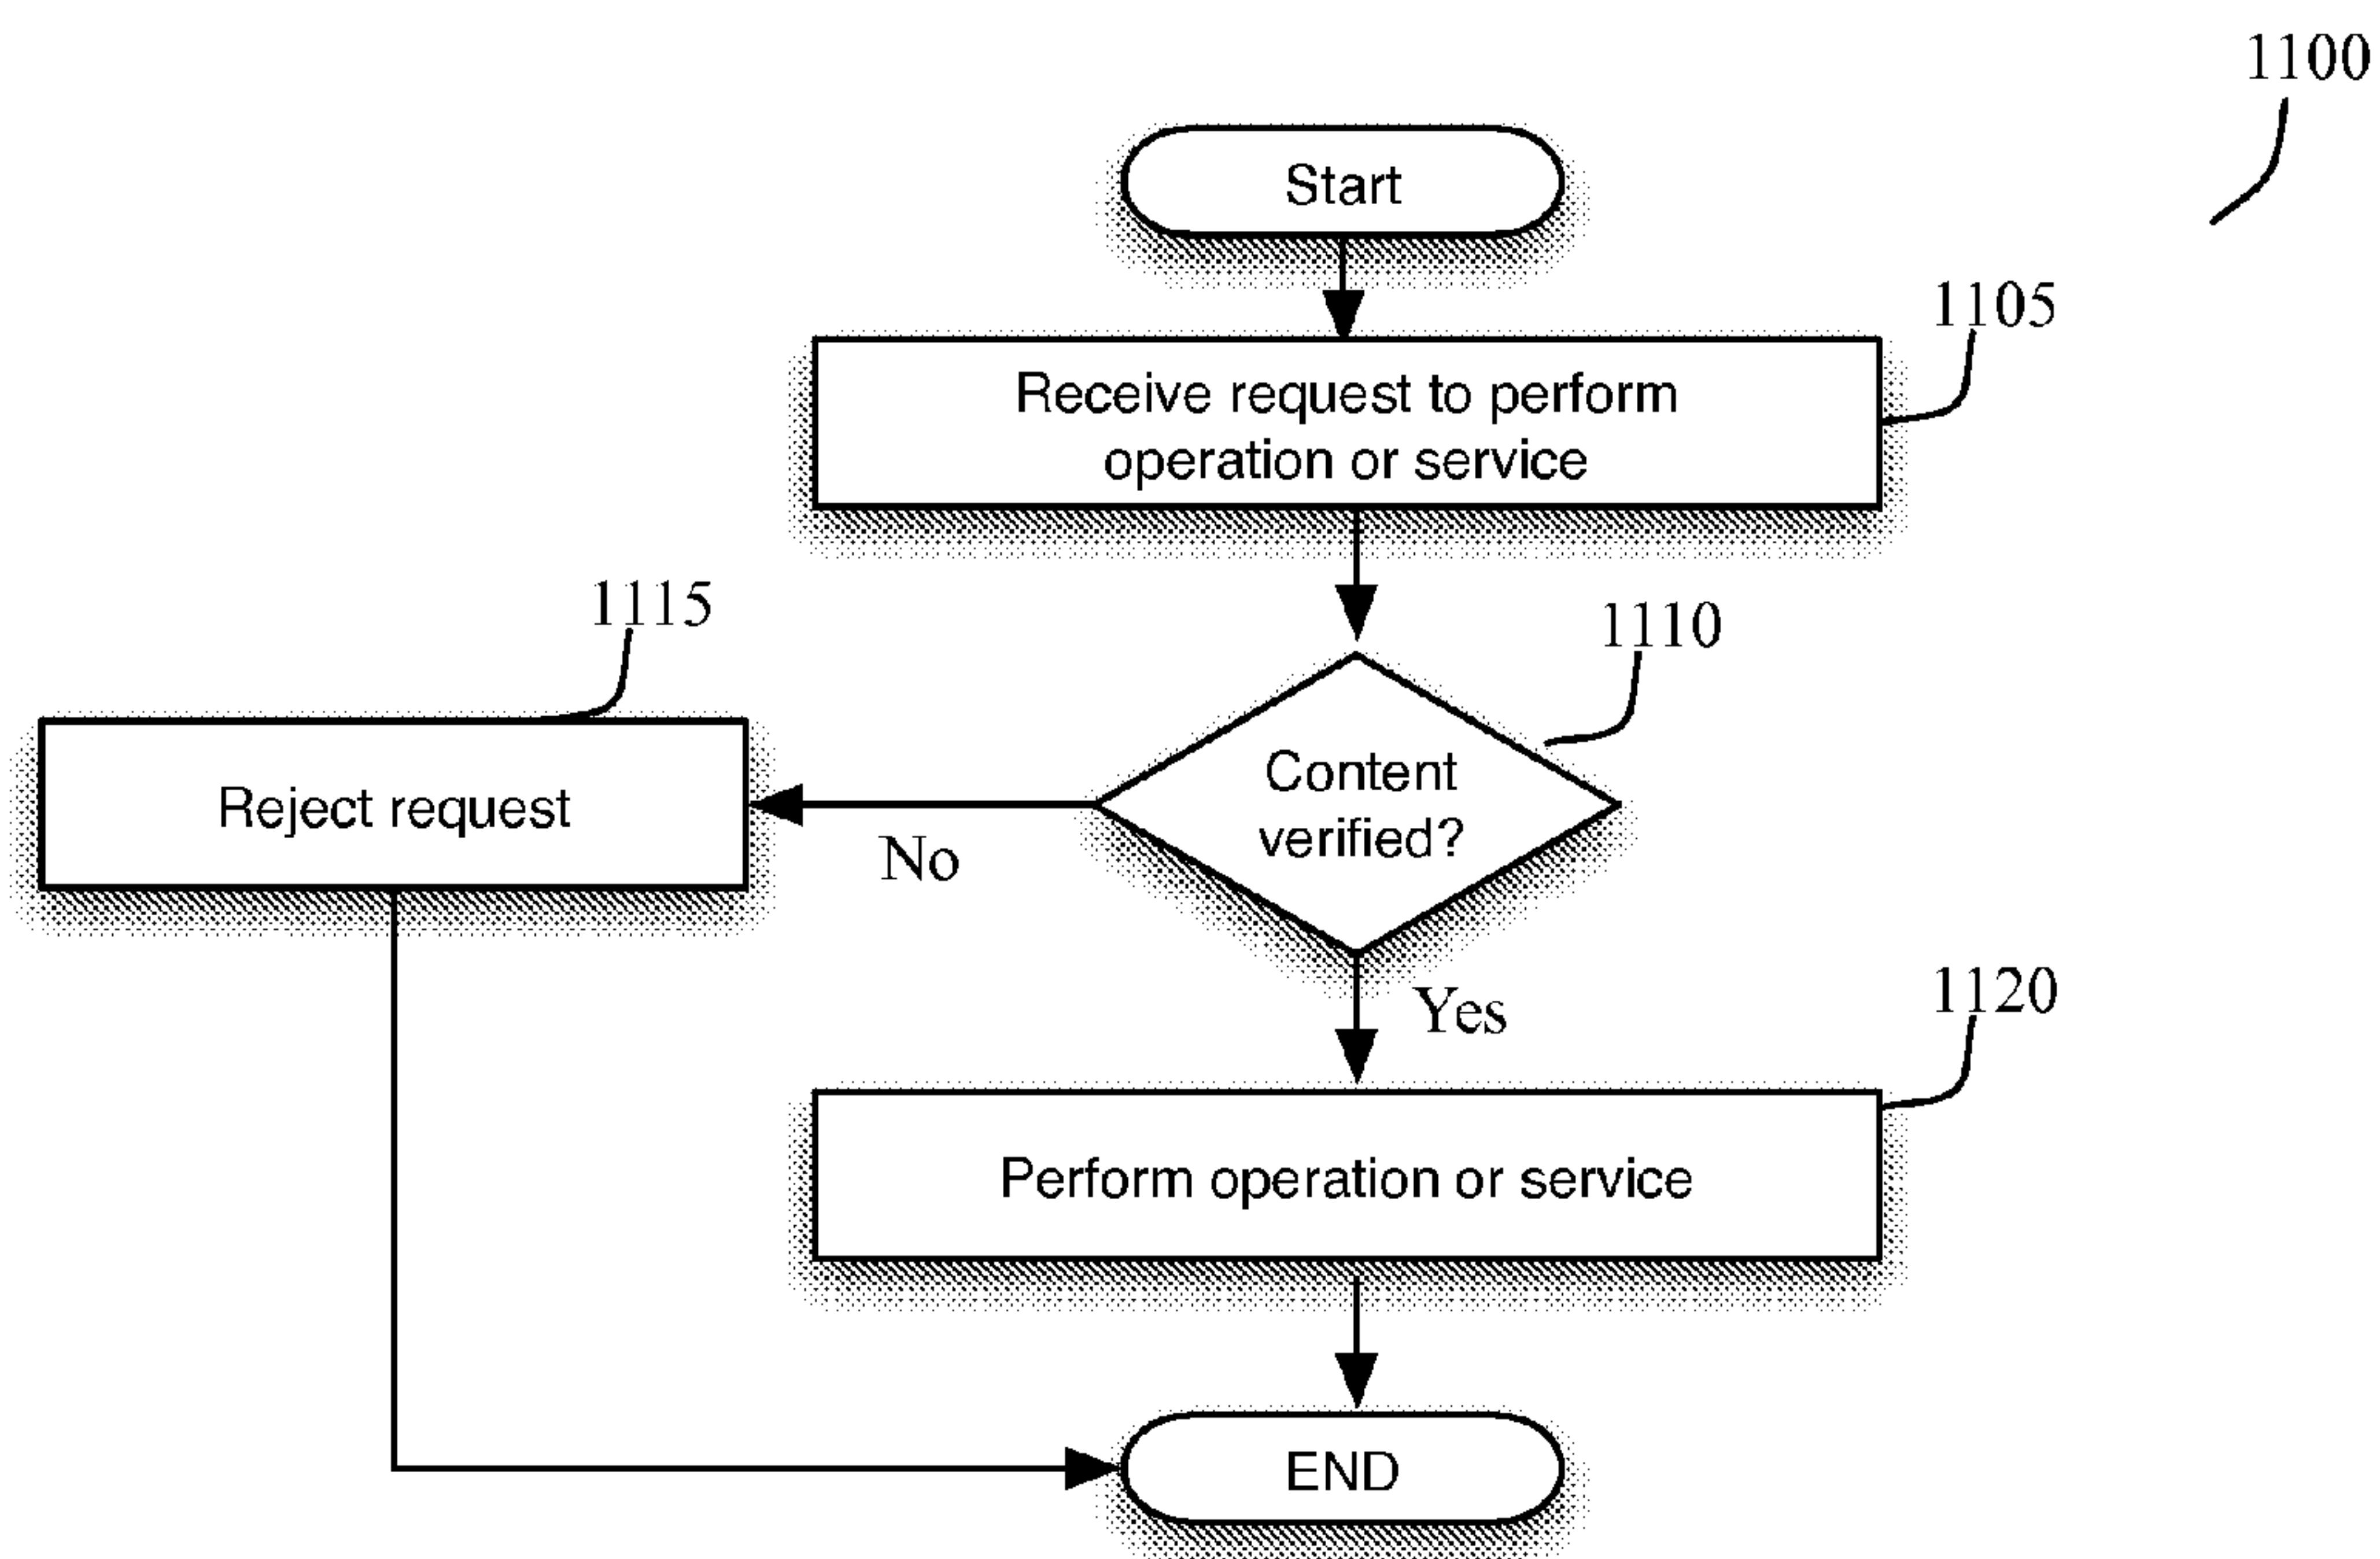 1100
Start
1105
Receive request to perform
operation or service
1115
1110
Content
verified?
Reject request
No
Yes
1120
Perform operation or service
END